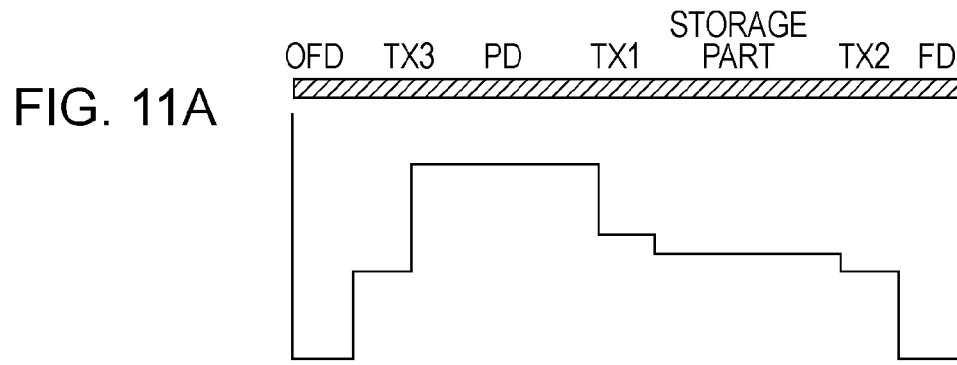 STORAGE
OFD TX3 PD TX1 PART TX2 FD
FIG. 11A